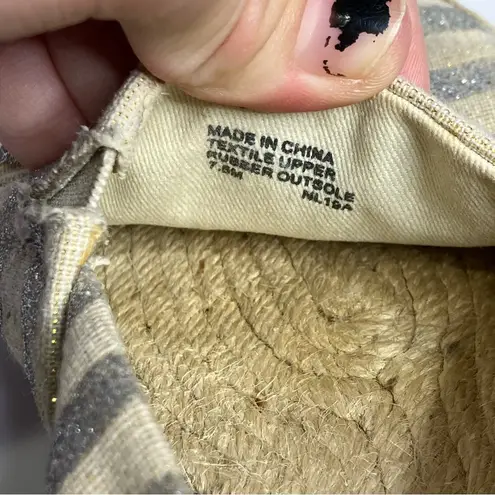 MADE IN CHINA
TEXTILE UPPER
RUBBER OUTSOLE
7.5M NL19A